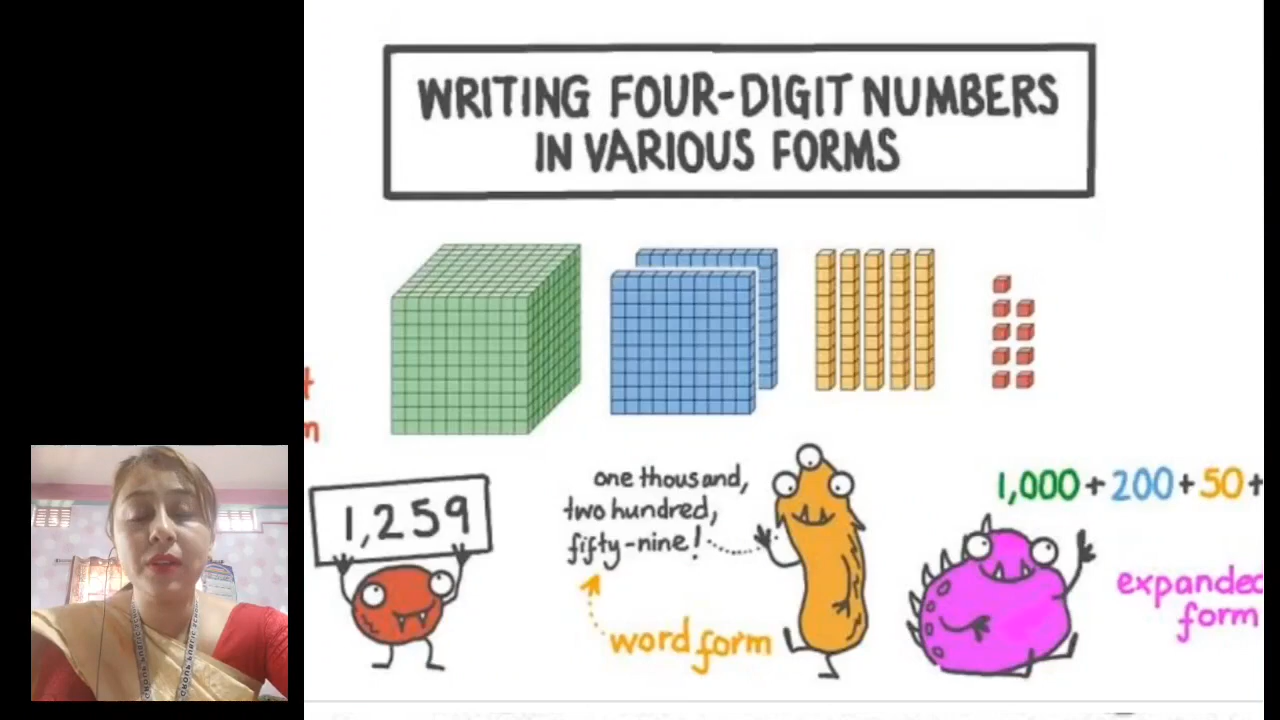 WRITING FOUR-DIGIT NUMBERS
IN VARIOUS FORMS
1,259
one thousand,
two hundred,
fifty-nine!
word form
1,000 + 200 + 50 +
expanded
form